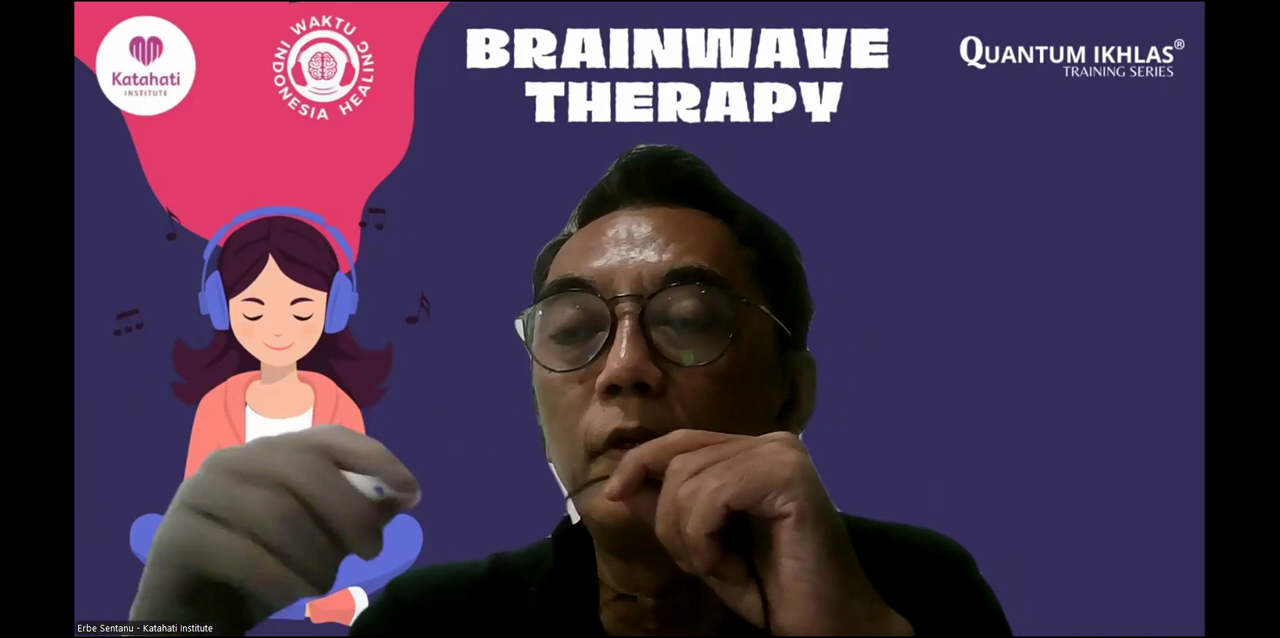 Katahati
INSTITUTE
WAKTU
INDONESIA HEALING
BRAINWAVE
THERAPY
QUANTUM IKHLAS®
TRAINING SERIES
Erbe Sentanu - Katahati Institute